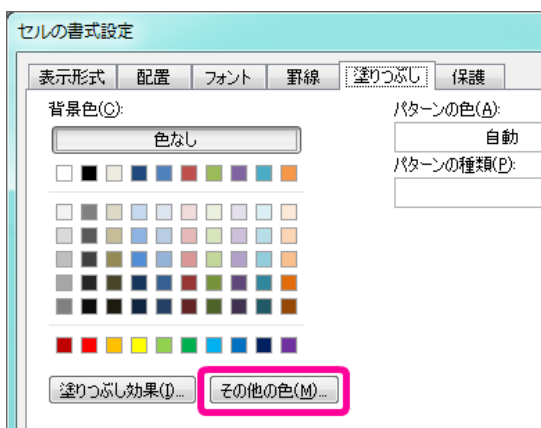 セルの書式設定
表示形式 配置 フォント 罫線 塗りつぶし 保護
背景色(C):
色なし
パターンの色(A):
自動
パターンの種類(P):
塗りつぶし効果(I)... その他の色(M)...